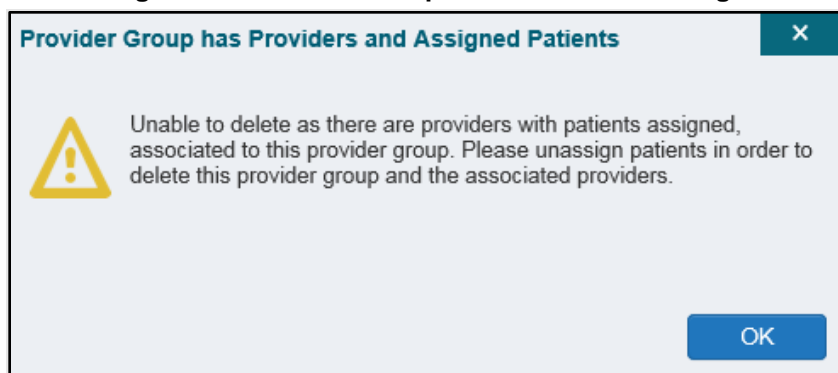 Provider Group has Providers and Assigned Patients
×
Unable to delete as there are providers with patients assigned,
associated to this provider group. Please unassign patients in order to
delete this provider group and the associated providers.
OK